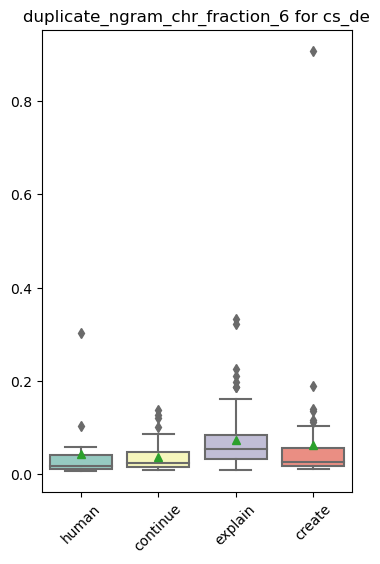 duplicate_ngram_chr_fraction_6 for cs_de
0.8
0.6
0.4
0.2
0.0
human
continue
explain
create